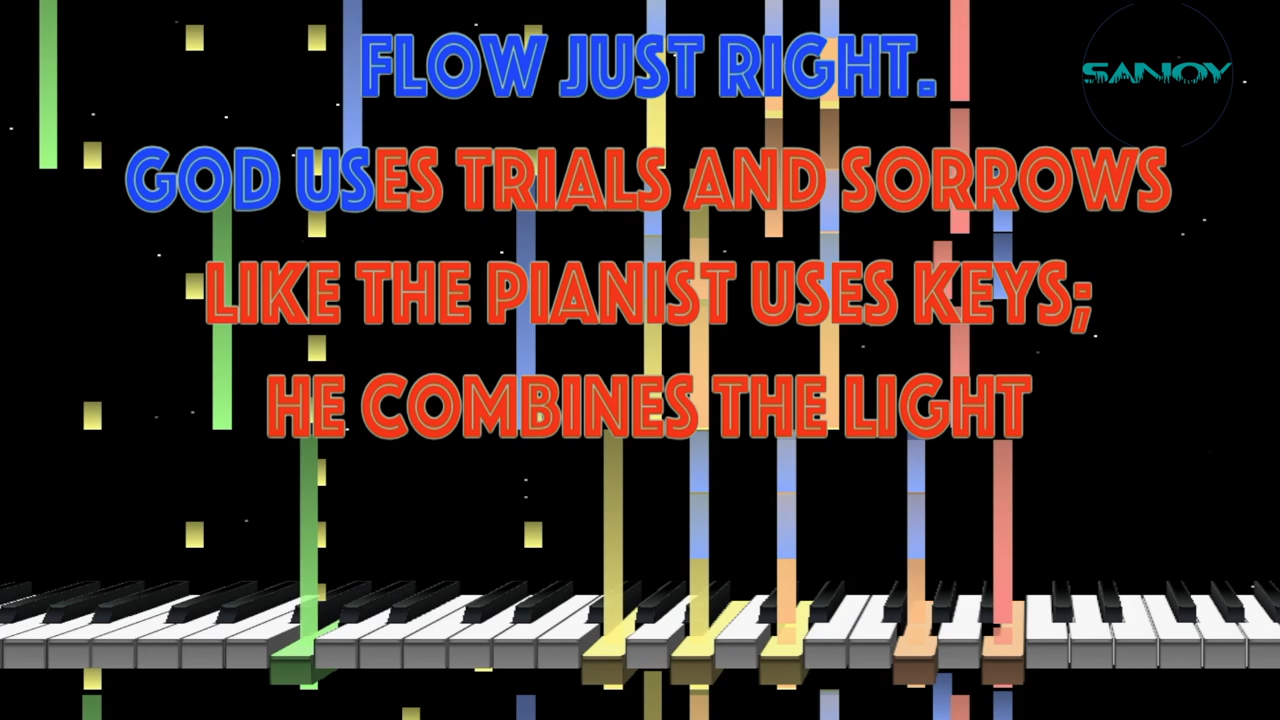 FLOW JUST RIGHT.
SANOY
GOD USES TRIALS AND SORROWS
LIKE THE PIANIST USES KEYS;
HE COMBINES THE LIGHT